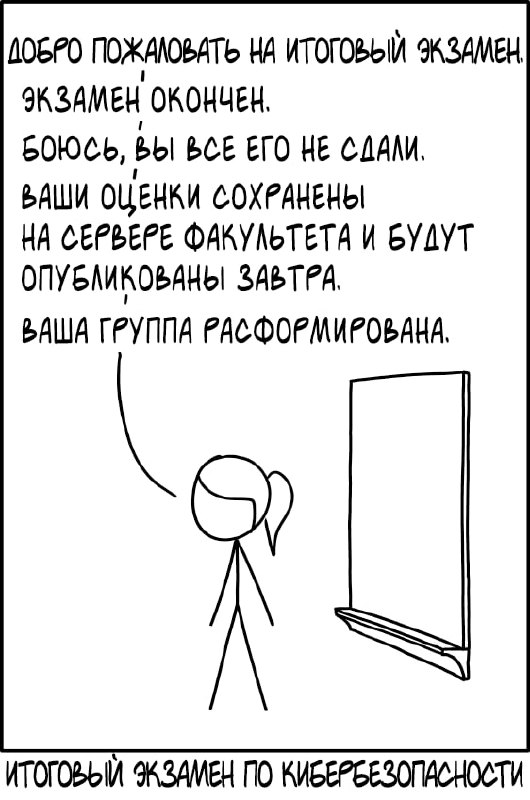 ДОБРО ПОЖАЛОВАТЬ НА ИТОГОВЫЙ ЭКЗАМЕН.
ЭКЗАМЕН ОКОНЧЕН.
БОЮСЬ, ВЫ ВСЕ ЕГО НЕ СДАЛИ.
ВАШИ ОЦЕНКИ СОХРАНЕНЫ
НА СЕРВЕРЕ ФАКУЛЬТЕТА И БУДУТ
ОПУБЛИКОВАНЫ ЗАВТРА.
ВАША ГРУППА РАСФОРМИРОВАНА.
ИТОГОВЫЙ ЭКЗАМЕН ПО КИБЕРБЕЗОПАСНОСТИ